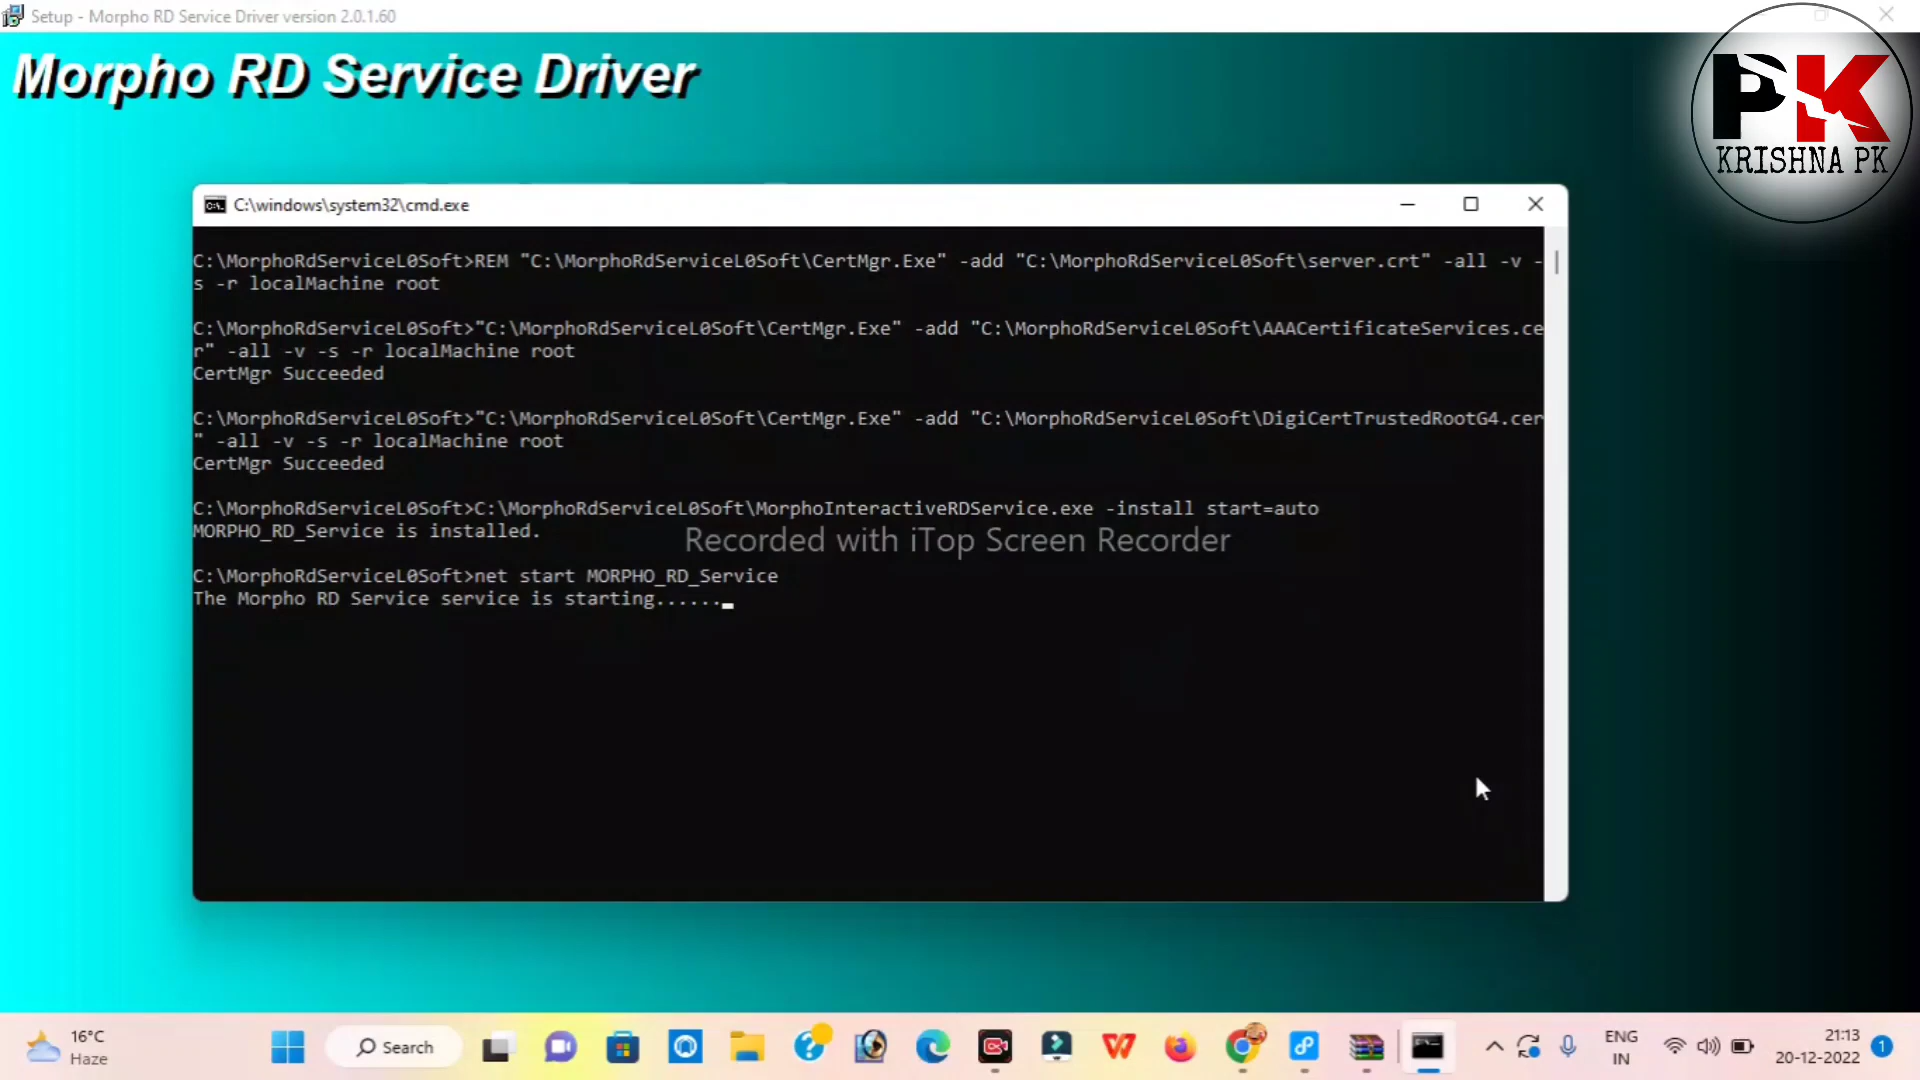 Setup - Morpho RD Service Driver version 2.0.1.60
Morpho RD Service Driver
PK
KRISHNA PK
C:\windows\system32\cmd.exe
C:\MorphoRdServiceL0Soft>REM "C:\MorphoRdServiceL0Soft\CertMgr.Exe" -add "C:\MorphoRdServiceL0Soft\server.crt" -all -v -
s -r localMachine root
C:\MorphoRdServiceL0Soft>"C:\MorphoRdServiceL0Soft\CertMgr.Exe" -add "C:\MorphoRdServiceL0Soft\AAACertificateServices.ce
r" -all -v -s -r localMachine root
CertMgr Succeeded
C:\MorphoRdServiceL0Soft>"C:\MorphoRdServiceL0Soft\CertMgr.Exe" -add "C:\MorphoRdServiceL0Soft\DigiCertTrustedRootG4.cer
" -all -v -s -r localMachine root
CertMgr Succeeded
C:\MorphoRdServiceL0Soft>C:\MorphoRdServiceL0Soft\MorphoInteractiveRDService.exe -install start=auto
MORPHO_RD_Service is installed.
Recorded with iTop Screen Recorder
C:\MorphoRdServiceL0Soft>net start MORPHO_RD_Service
The Morpho RD Service service is starting......
16°C
Haze
Search
ENG
IN
21:13
20-12-2022
1